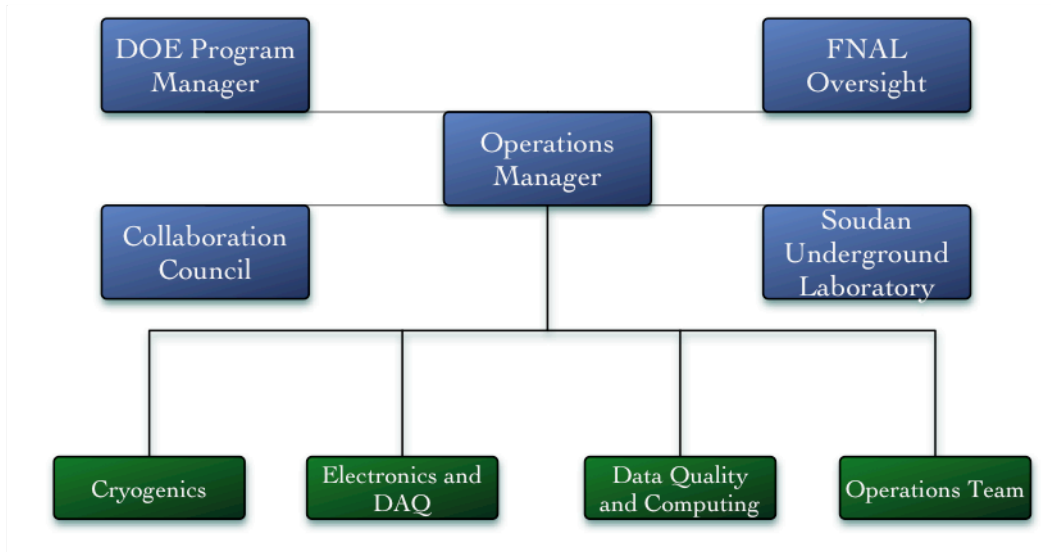 DOE Program
Manager
FNAL
Oversight
Operations
Manager
Collaboration
Council
Soudan
Underground
Laboratory
Cryogenics
Electronics and
DAQ
Data Quality
and Computing
Operations Team